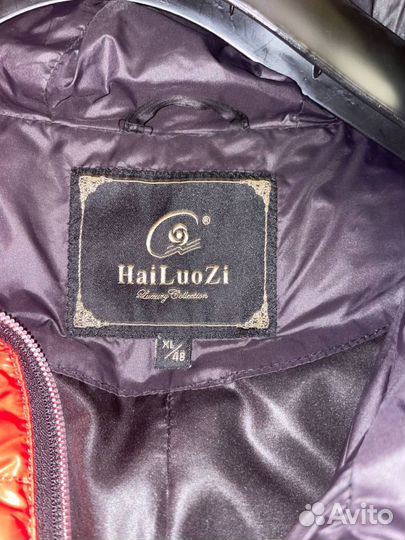 ®
HaiLuoZi
Luxury Collection
XL/48
Avito